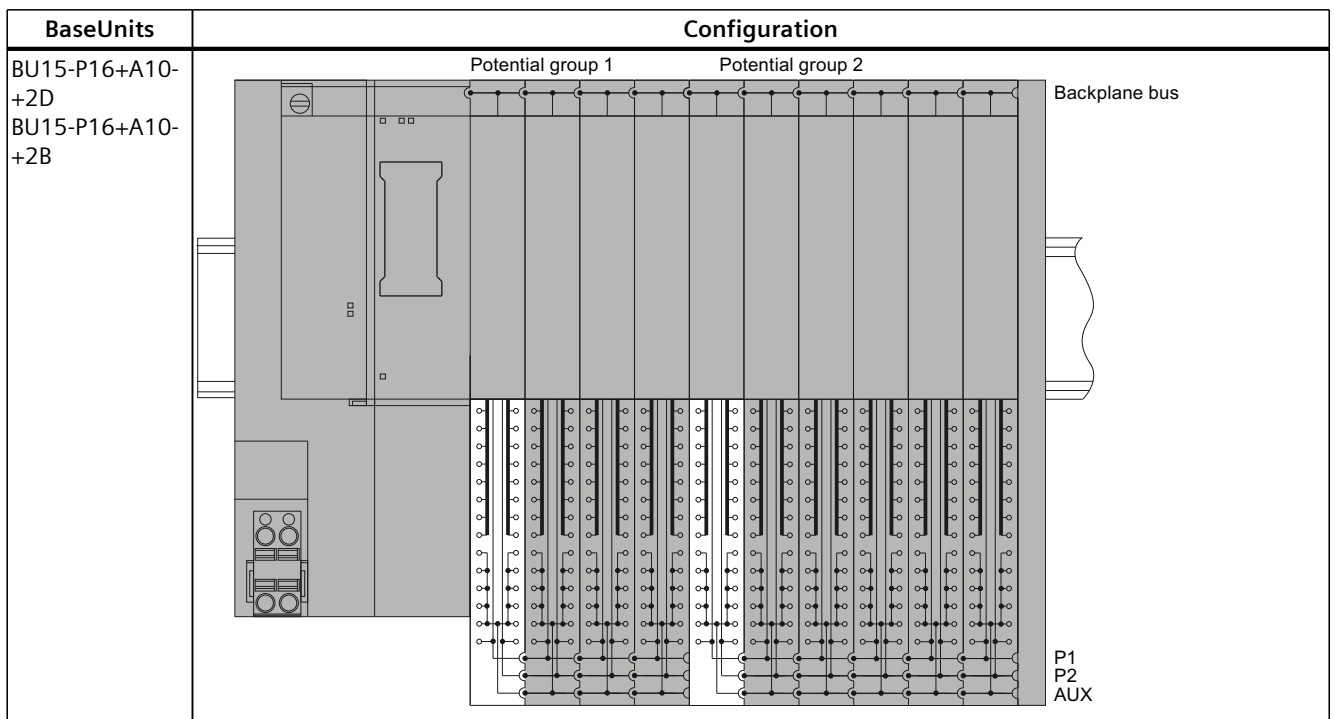 BaseUnits
Configuration
BU15-P16+A10-
+2D
BU15-P16+A10-
+2B
Potential group 1
Potential group 2
Backplane bus
P1
P2
AUX